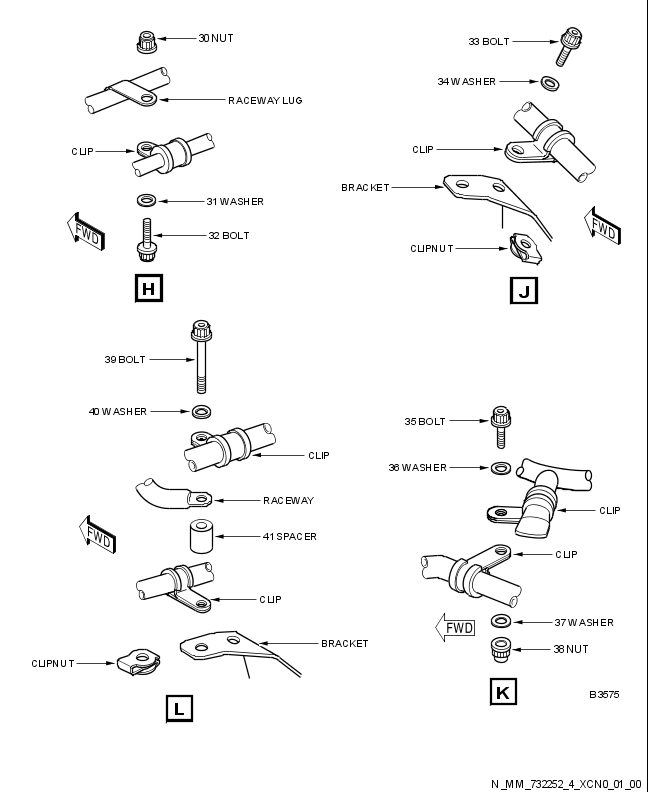 30 NUT
RACEWAY LUG
CLIP
31 WASHER
32 BOLT
FWD
H
33 BOLT
34 WASHER
CLIP
BRACKET
CLIPNUT
FWD
J
39 BOLT
40 WASHER
CLIP
RACEWAY
41 SPACER
FWD
CLIP
BRACKET
CLIPNUT
L
35 BOLT
36 WASHER
CLIP
CLIP
37 WASHER
FWD
38 NUT
K
B3575
N_MM_732252_4_XCN0_01_00